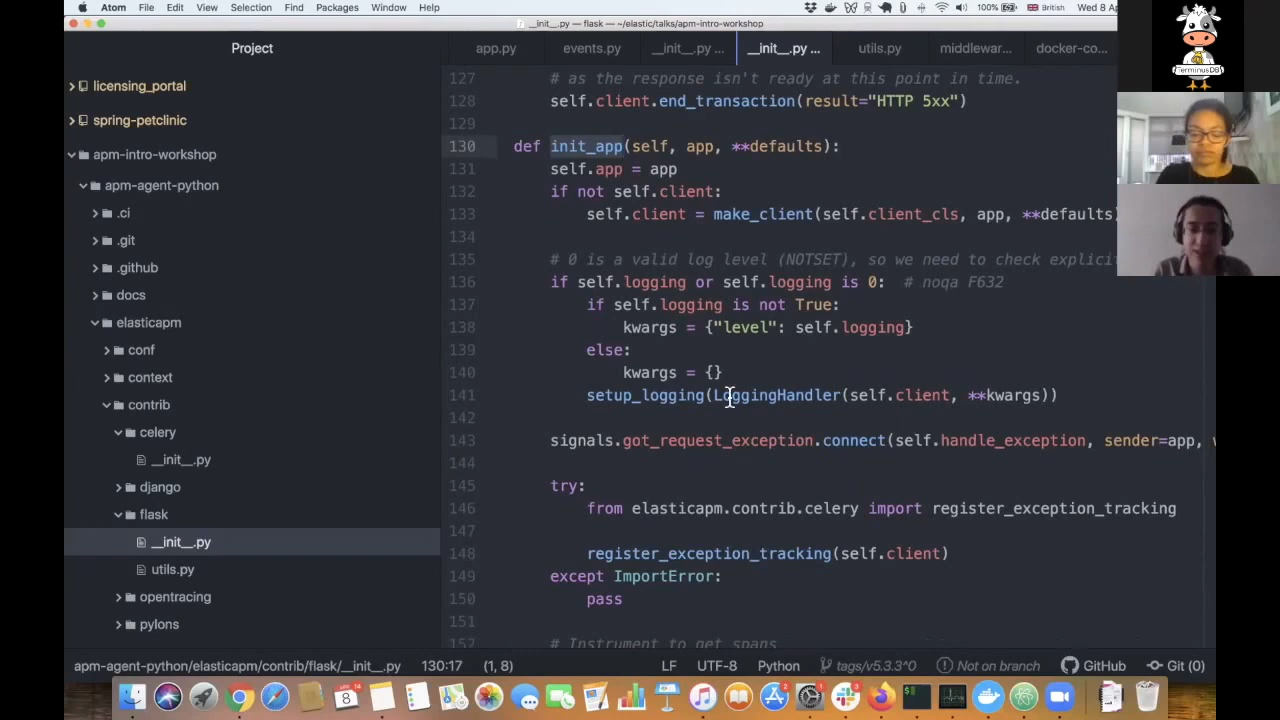 Atom File Edit View Selection Find Packages Window Help 100% British Wed 8 Ap
__init__.py — flask — ~/elastic/talks/apm-intro-workshop
Project
app.py events.py __init__.py ... __init__.py ... utils.py middlewar... docker-co...
licensing_portal
spring-petclinic
apm-intro-workshop
apm-agent-python
.ci
.git
.github
docs
elasticapm
conf
context
contrib
celery
__init__.py
django
flask
__init__.py
utils.py
opentracing
pylons
127 # as the response isn't ready at this point in time.
128 self.client.end_transaction(result="HTTP 5xx")
129
130 def init_app(self, app, **defaults):
131 self.app = app
132 if not self.client:
133 self.client = make_client(self.client_cls, app, **defaults)
134
135 # 0 is a valid log level (NOTSET), so we need to check explici
136 if self.logging or self.logging is 0: # noqa F632
137 if self.logging is not True:
138 kwargs = {"level": self.logging}
139 else:
140 kwargs = {}
141 setup_logging(LoggingHandler(self.client, **kwargs))
142
143 signals.got_request_exception.connect(self.handle_exception, sender=app, w
144
145 try:
146 from elasticapm.contrib.celery import register_exception_tracking
147
148 register_exception_tracking(self.client)
149 except ImportError:
150 pass
151
152 # Instrument to get spans
apm-agent-python/elasticapm/contrib/flask/__init__.py 130:17 (1, 8) LF UTF-8 Python tags/v5.3.3^0 Not on branch GitHub Git (0)
TerminusDB